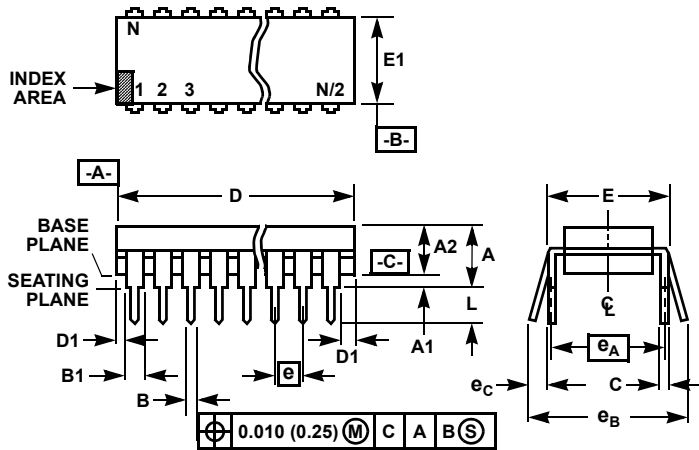 N
INDEX
AREA
1 2 3 N/2
E1
-B-
-A-
D
E
BASE
PLANE
A2
A
-C-
SEATING
PLANE
L
℄
D1
A1
D1
eA
B1
e
eC
C
B
eB
⌖ 0.010 (0.25) Ⓜ C A B Ⓢ